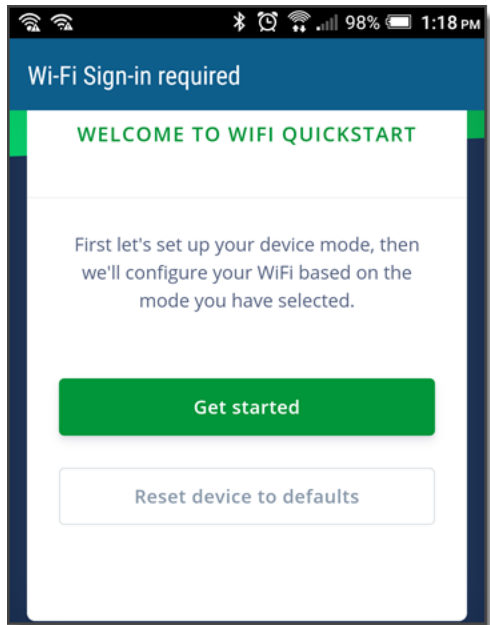 98% 1:18 PM
Wi-Fi Sign-in required
WELCOME TO WIFI QUICKSTART
First let's set up your device mode, then
we'll configure your WiFi based on the
mode you have selected.
Get started
Reset device to defaults